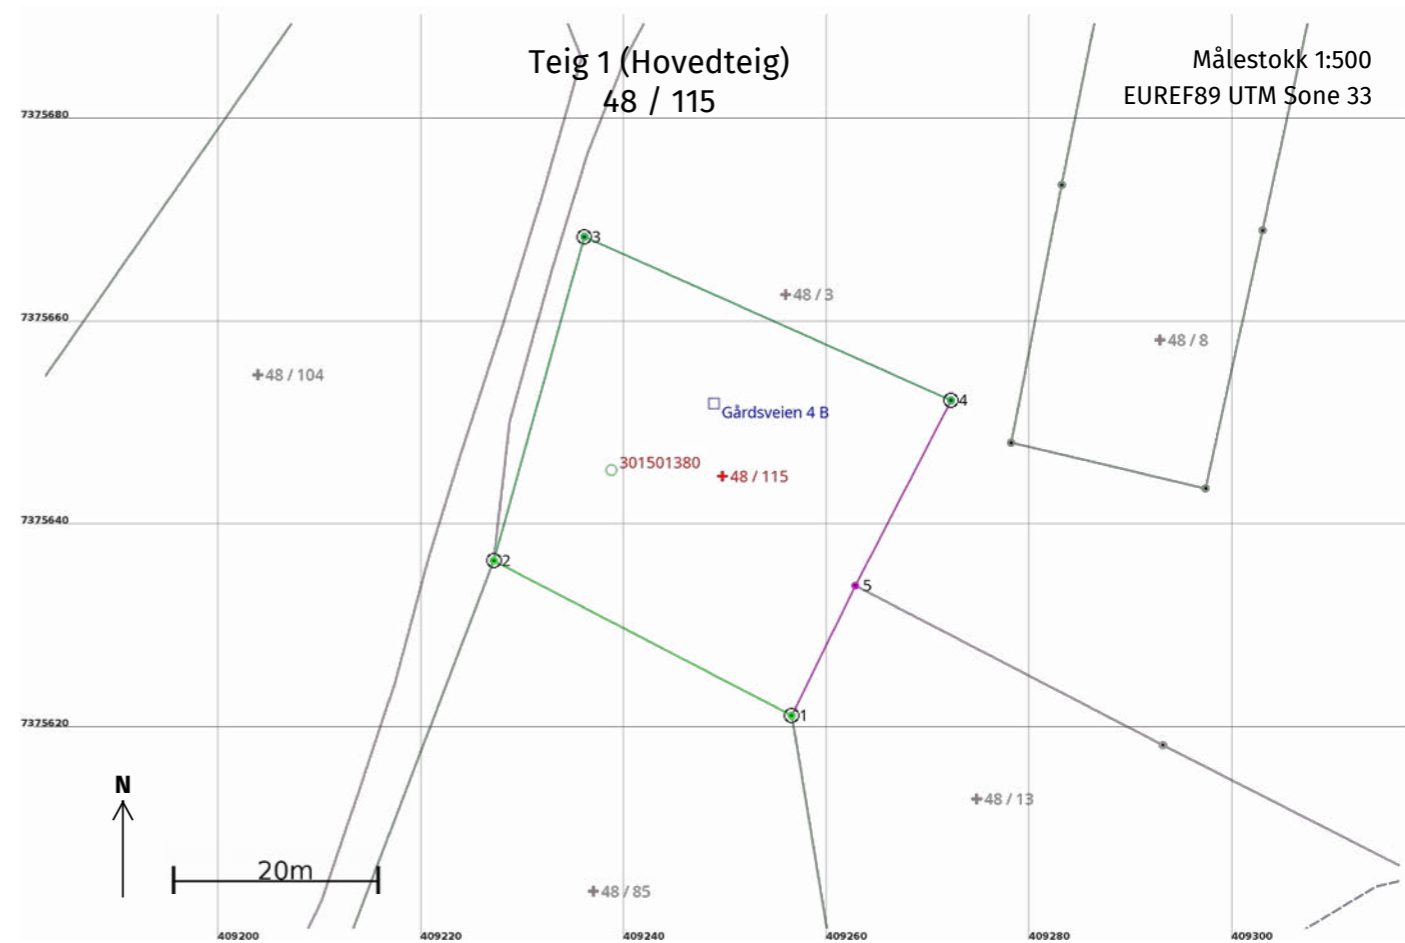 Teig 1 (Hovedteig)
48 / 115
Målestokk 1:500
EUREF89 UTM Sone 33
7375680
3
48 / 3
7375660
48 / 8
48 / 104
4
Gårdsveien 4 B
301501380
48 / 115
7375640
2
5
1
7375620
N
48 / 13
20m
48 / 85
409200
409220
409240
409260
409280
409300